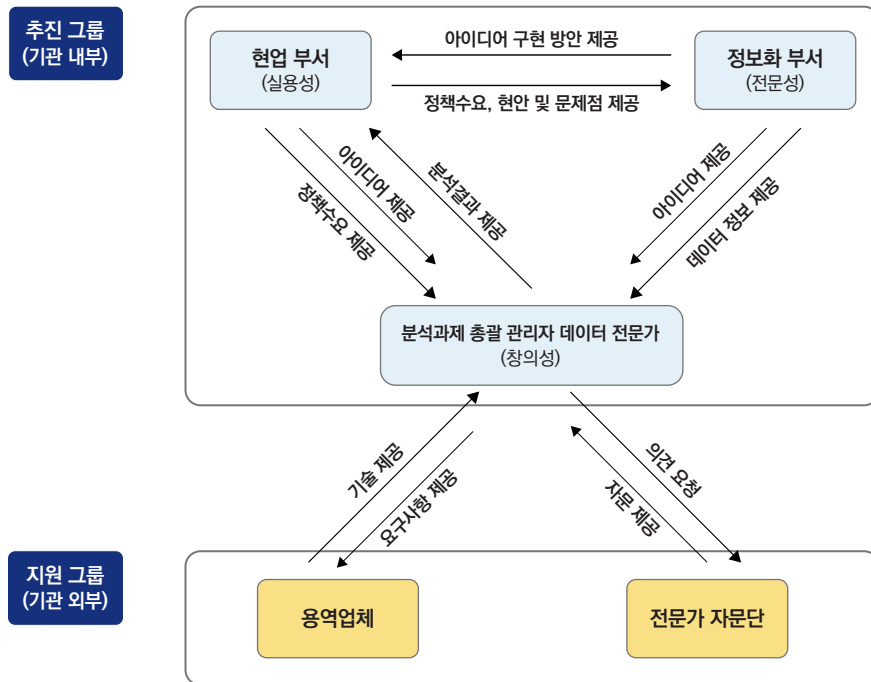 추진 그룹
(기관 내부)
현업 부서
(실용성)
아이디어 구현 방안 제공
정책수요, 현안 및 문제점 제공
정보화 부서
(전문성)
아이디어 제공
정책수요 제공
분석결과 제공
아이디어 제공
데이터 정보 제공
분석과제 총괄 관리자 데이터 전문가
(창의성)
기술 제공
요구사항 제공
의견 요청
자문 제공
지원 그룹
(기관 외부)
용역업체
전문가 자문단